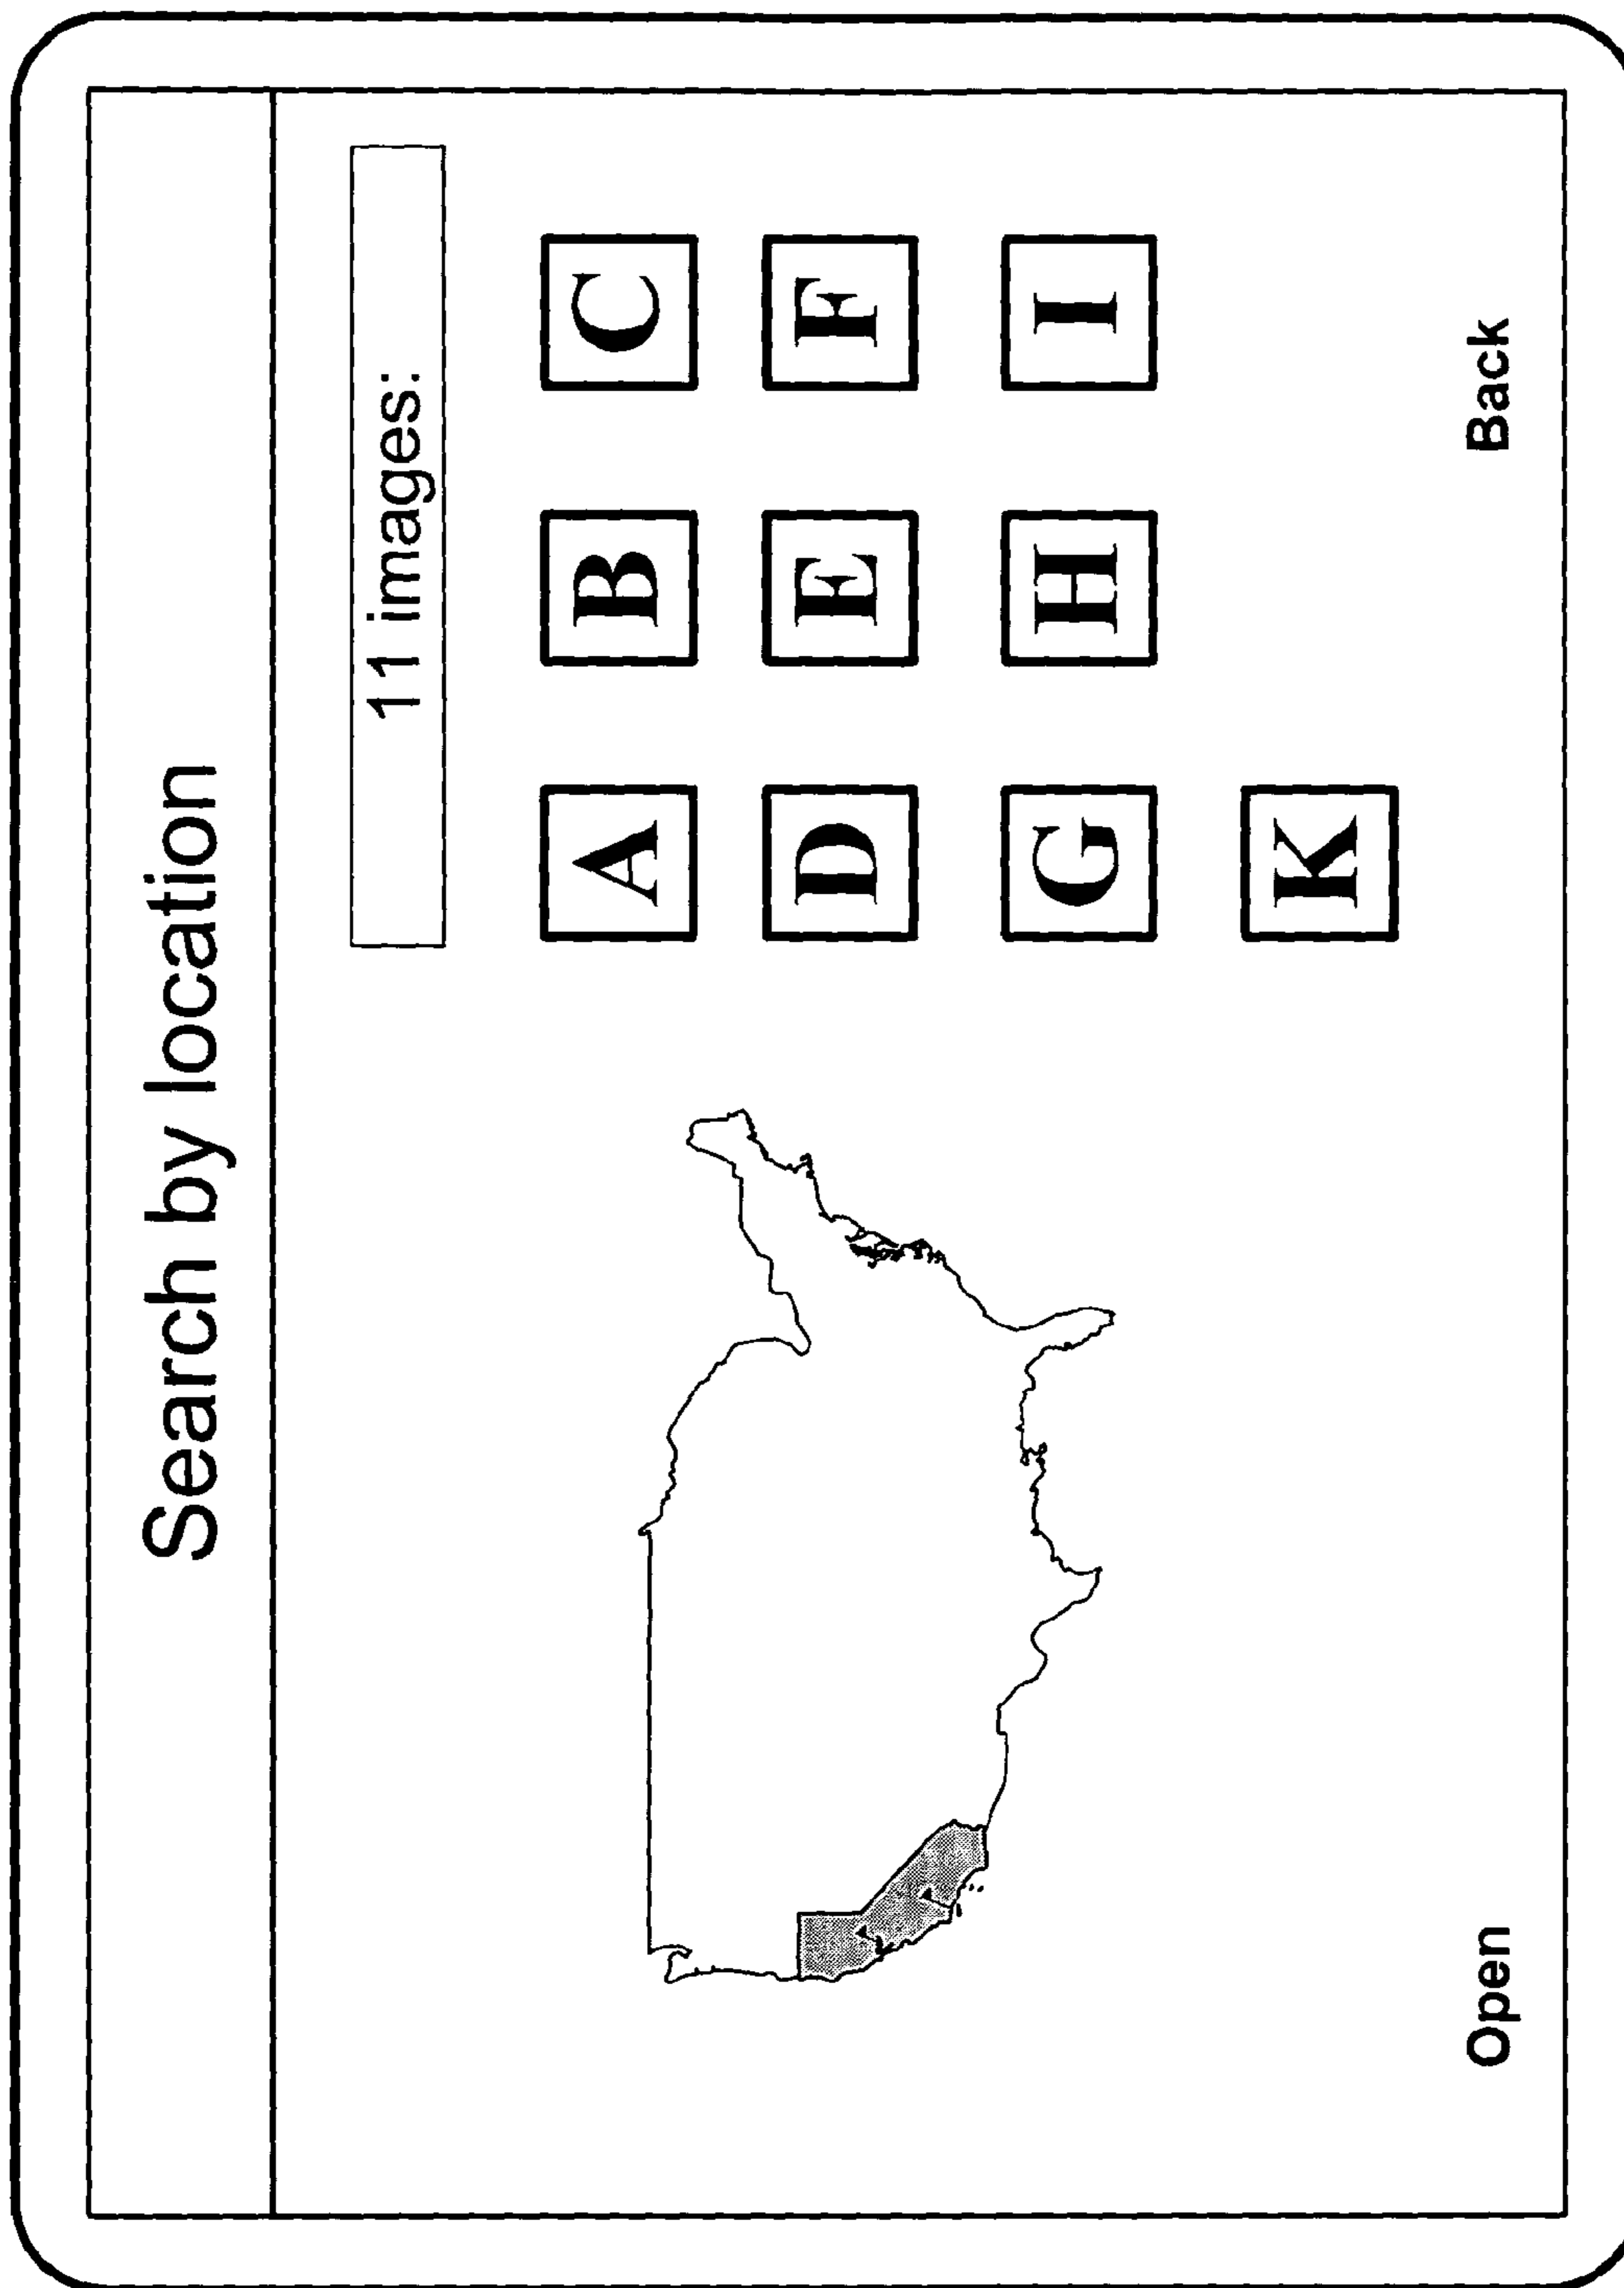 Search by location
11 images:
A B C
D E F
G H I
K
Open Back